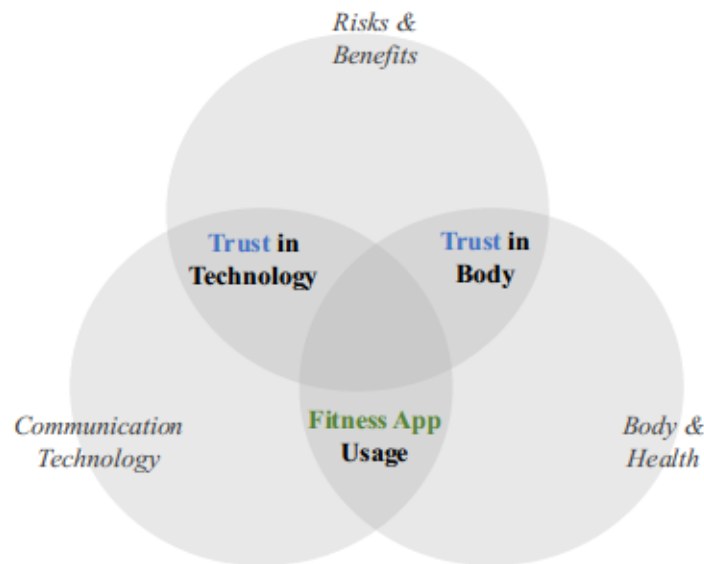 Risks &
Benefits
Trust in
Technology
Trust in
Body
Communication
Technology
Fitness App
Usage
Body &
Health